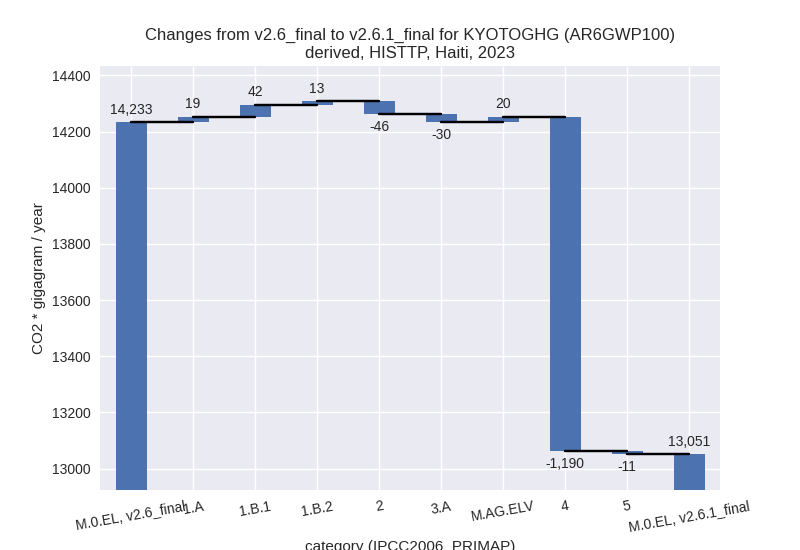 Changes from v2.6_final to v2.6.1_final for KYOTOGHG (AR6GWP100)
derived, HISTTP, Haiti, 2023
CO2 * gigagram / year
14400
14200
14000
13800
13600
13400
13200
13000
14,233
19
42
13
-46
-30
20
-1,190
-11
13,051
M.0.EL, v2.6_final
1.A
1.B.1
1.B.2
2
3.A
M.AG.ELV
4
5
M.0.EL, v2.6.1_final
category (IPCC2006_PRIMAP)